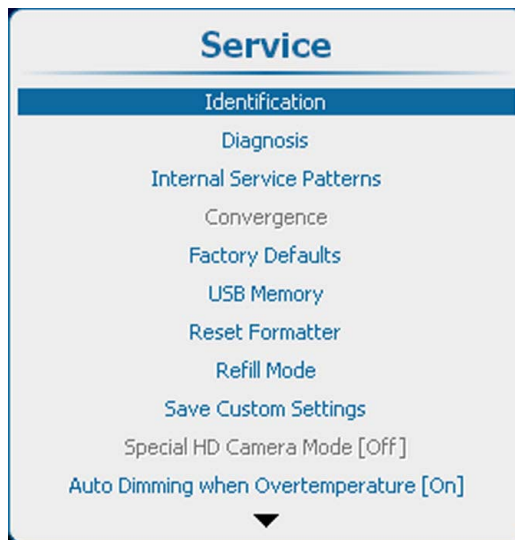 Service
Identification
Diagnosis
Internal Service Patterns
Convergence
Factory Defaults
USB Memory
Reset Formatter
Refill Mode
Save Custom Settings
Special HD Camera Mode [Off]
Auto Dimming when Overtemperature [On]